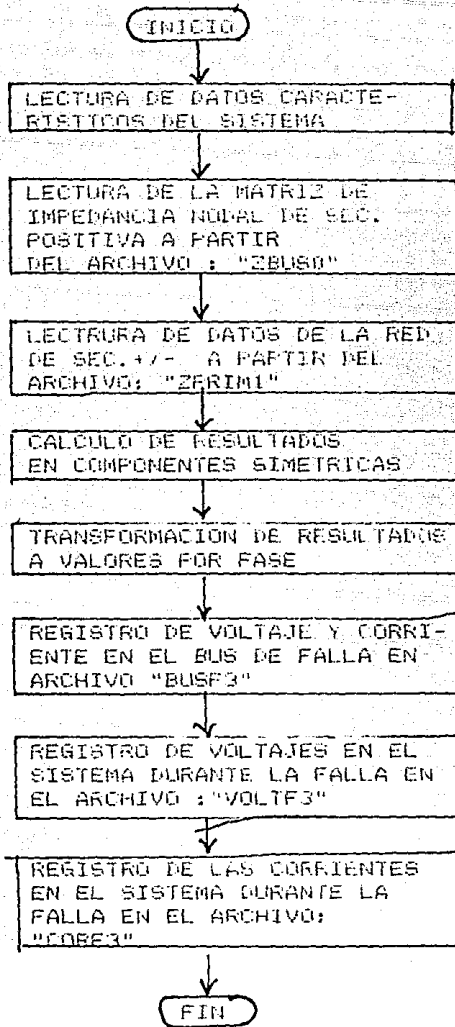 INICIO
LECTURA DE DATOS CARACTE-
RISTICOS DEL SISTEMA
LECTURA DE LA MATRIZ DE
IMPEDANCIA NODAL DE SEC.
POSITIVA A PARTIR
DEL ARCHIVO : "ZBUS0"
LECTRURA DE DATOS DE LA RED
DE SEC.+/- A PARTIR DEL
ARCHIVO: "ZPRIM1"
CALCULO DE RESULTADOS
EN COMPONENTES SIMETRICAS
TRANSFORMACION DE RESULTADOS
A VALORES POR FASE
REGISTRO DE VOLTAJE Y CORRI-
ENTE EN EL BUS DE FALLA EN
ARCHIVO "BUSF3"
REGISTRO DE VOLTAJES EN EL
SISTEMA DURANTE LA FALLA EN
EL ARCHIVO :"VOLTF3"
REGISTRO DE LAS CORRIENTES
EN EL SISTEMA DURANTE LA
FALLA EN EL ARCHIVO:
"CORF3"
FIN